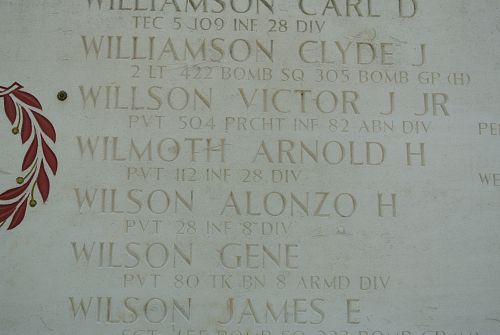 WILLIAMSON CARL D
TEC 5 109 INF 28 DIV
WILLIAMSON CLYDE J
2 LT 422 BOMB SQ 305 BOMB GP (H)
WILLSON VICTOR J JR
PVT 504 PRCHT INF 82 ABN DIV
WILMOTH ARNOLD H
PVT 112 INF 28 DIV
WILSON ALONZO H
PVT 28 INF 8 DIV
WILSON GENE
PVT 80 TK BN 8 ARMD DIV
WILSON JAMES E
PE
WE